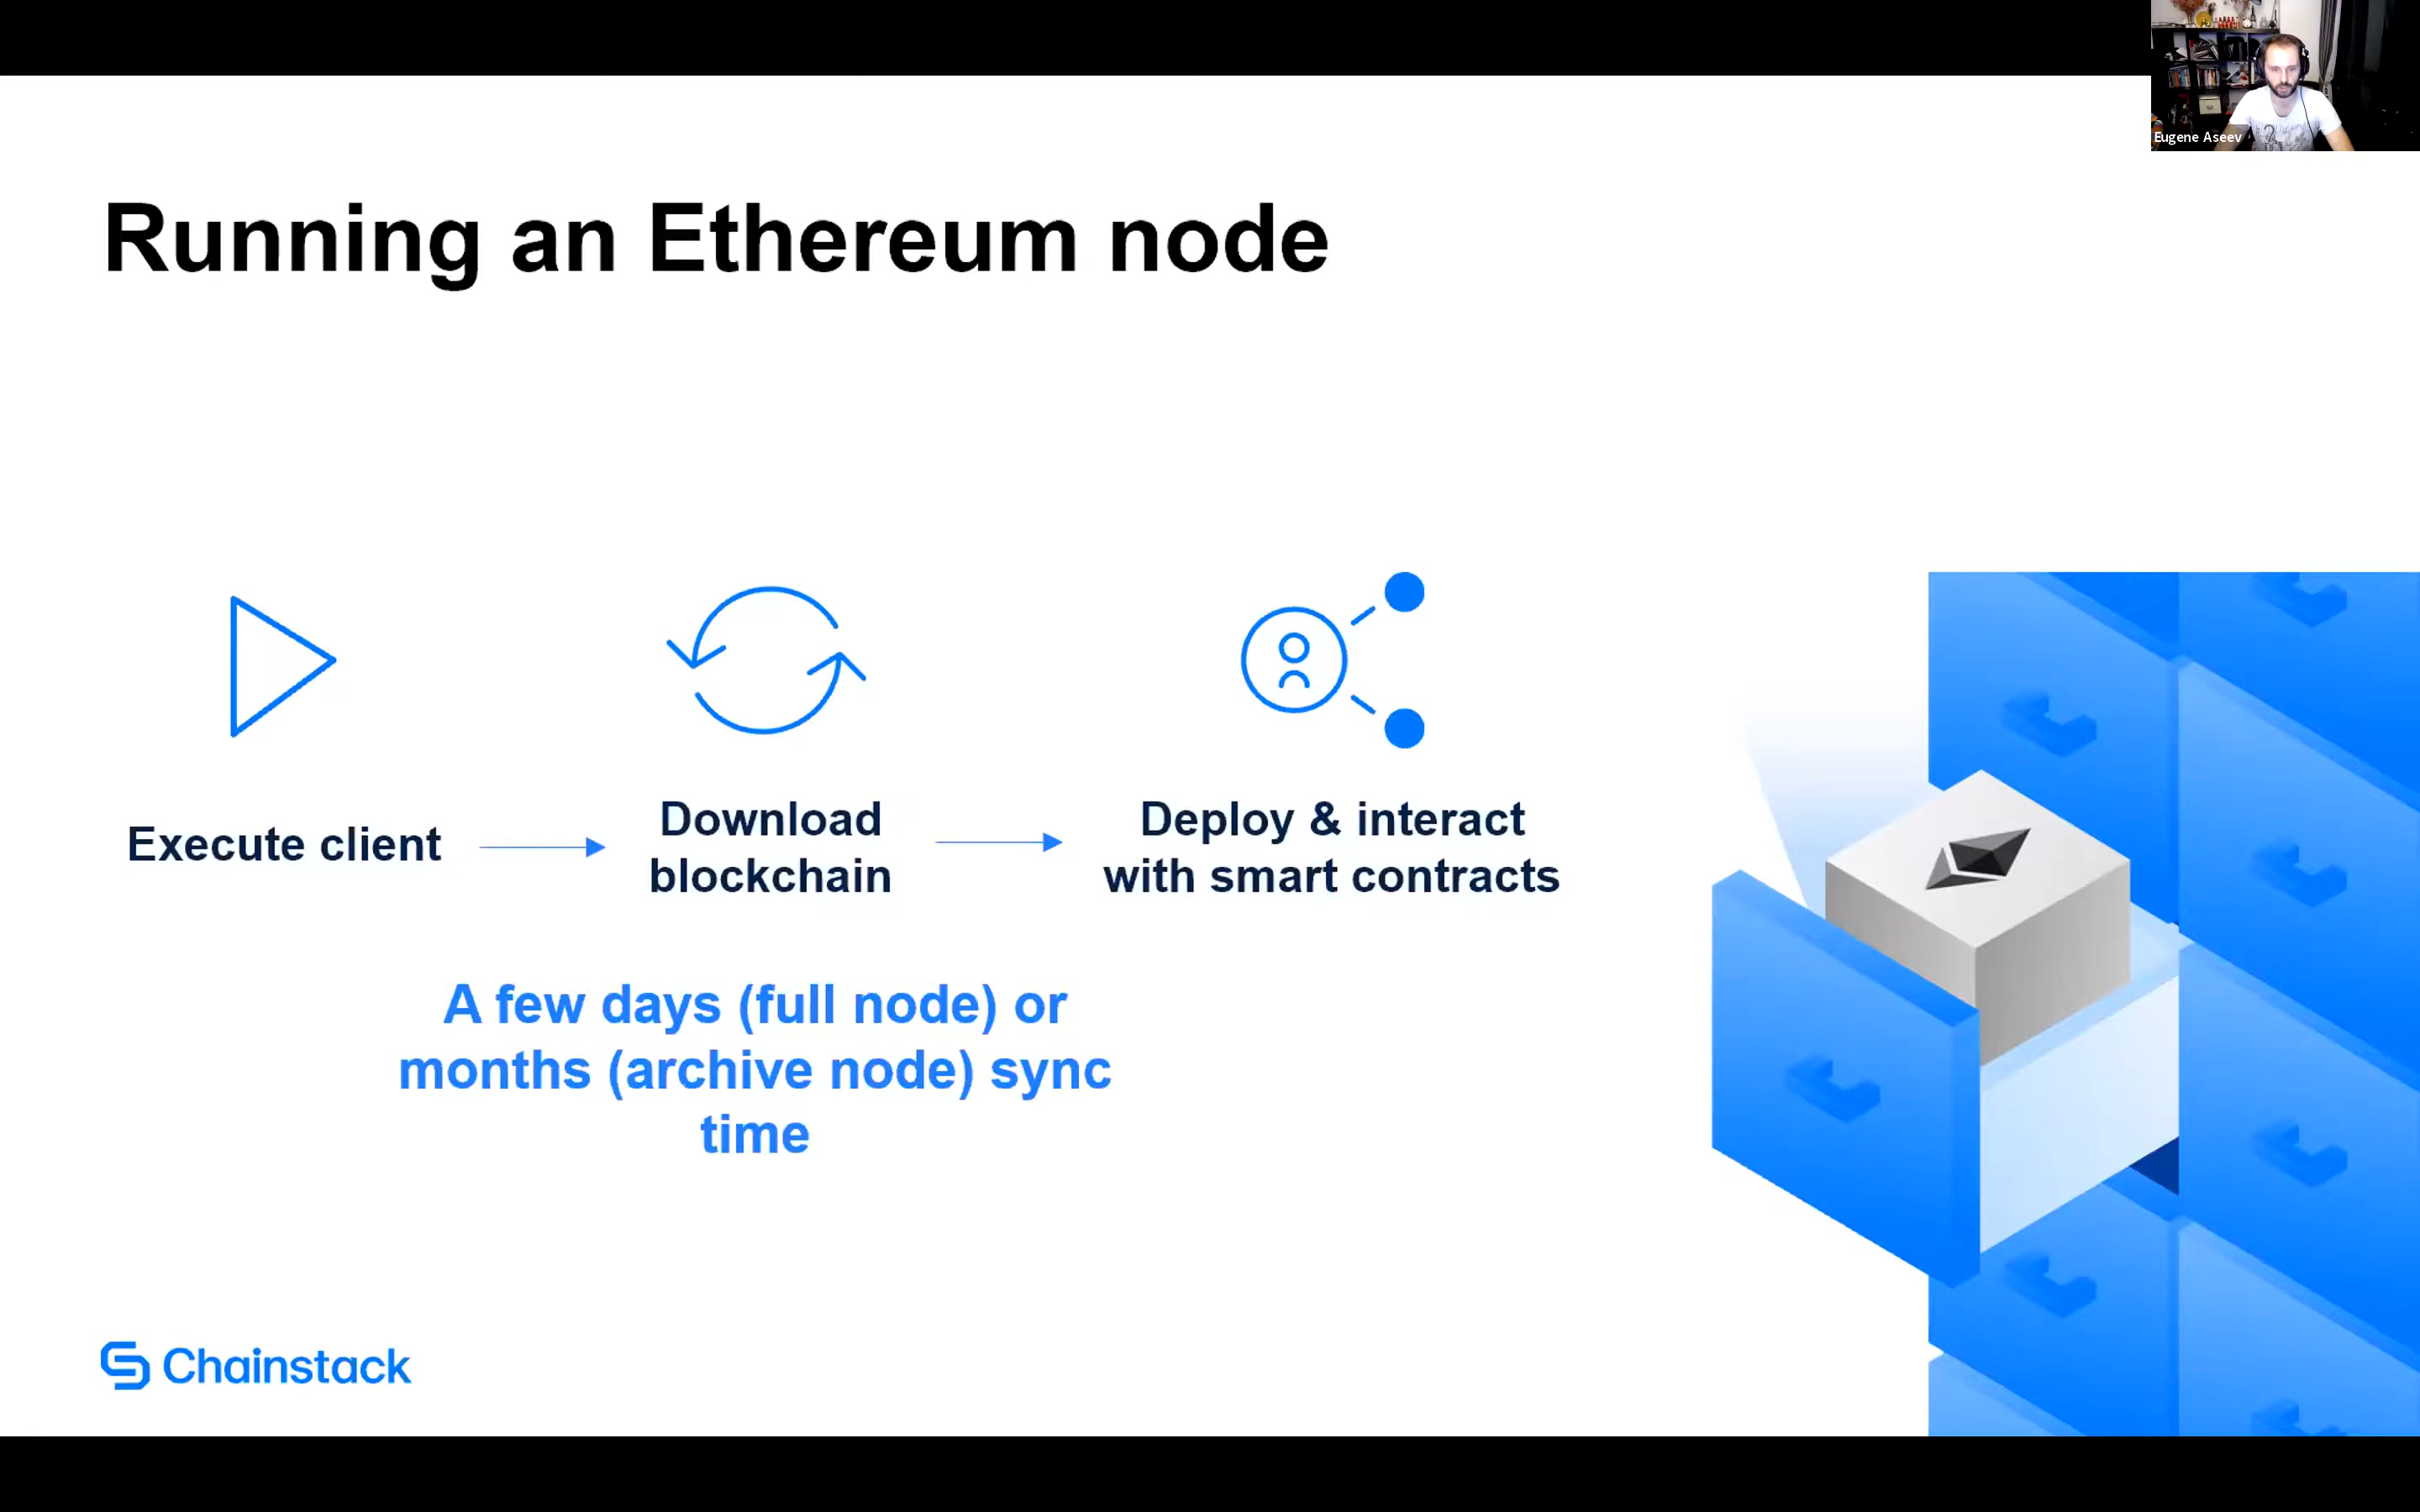 Eugene Aseev
Running an Ethereum node
Execute client
Download
blockchain
Deploy & interact
with smart contracts
A few days (full node) or
months (archive node) sync
time
Chainstack